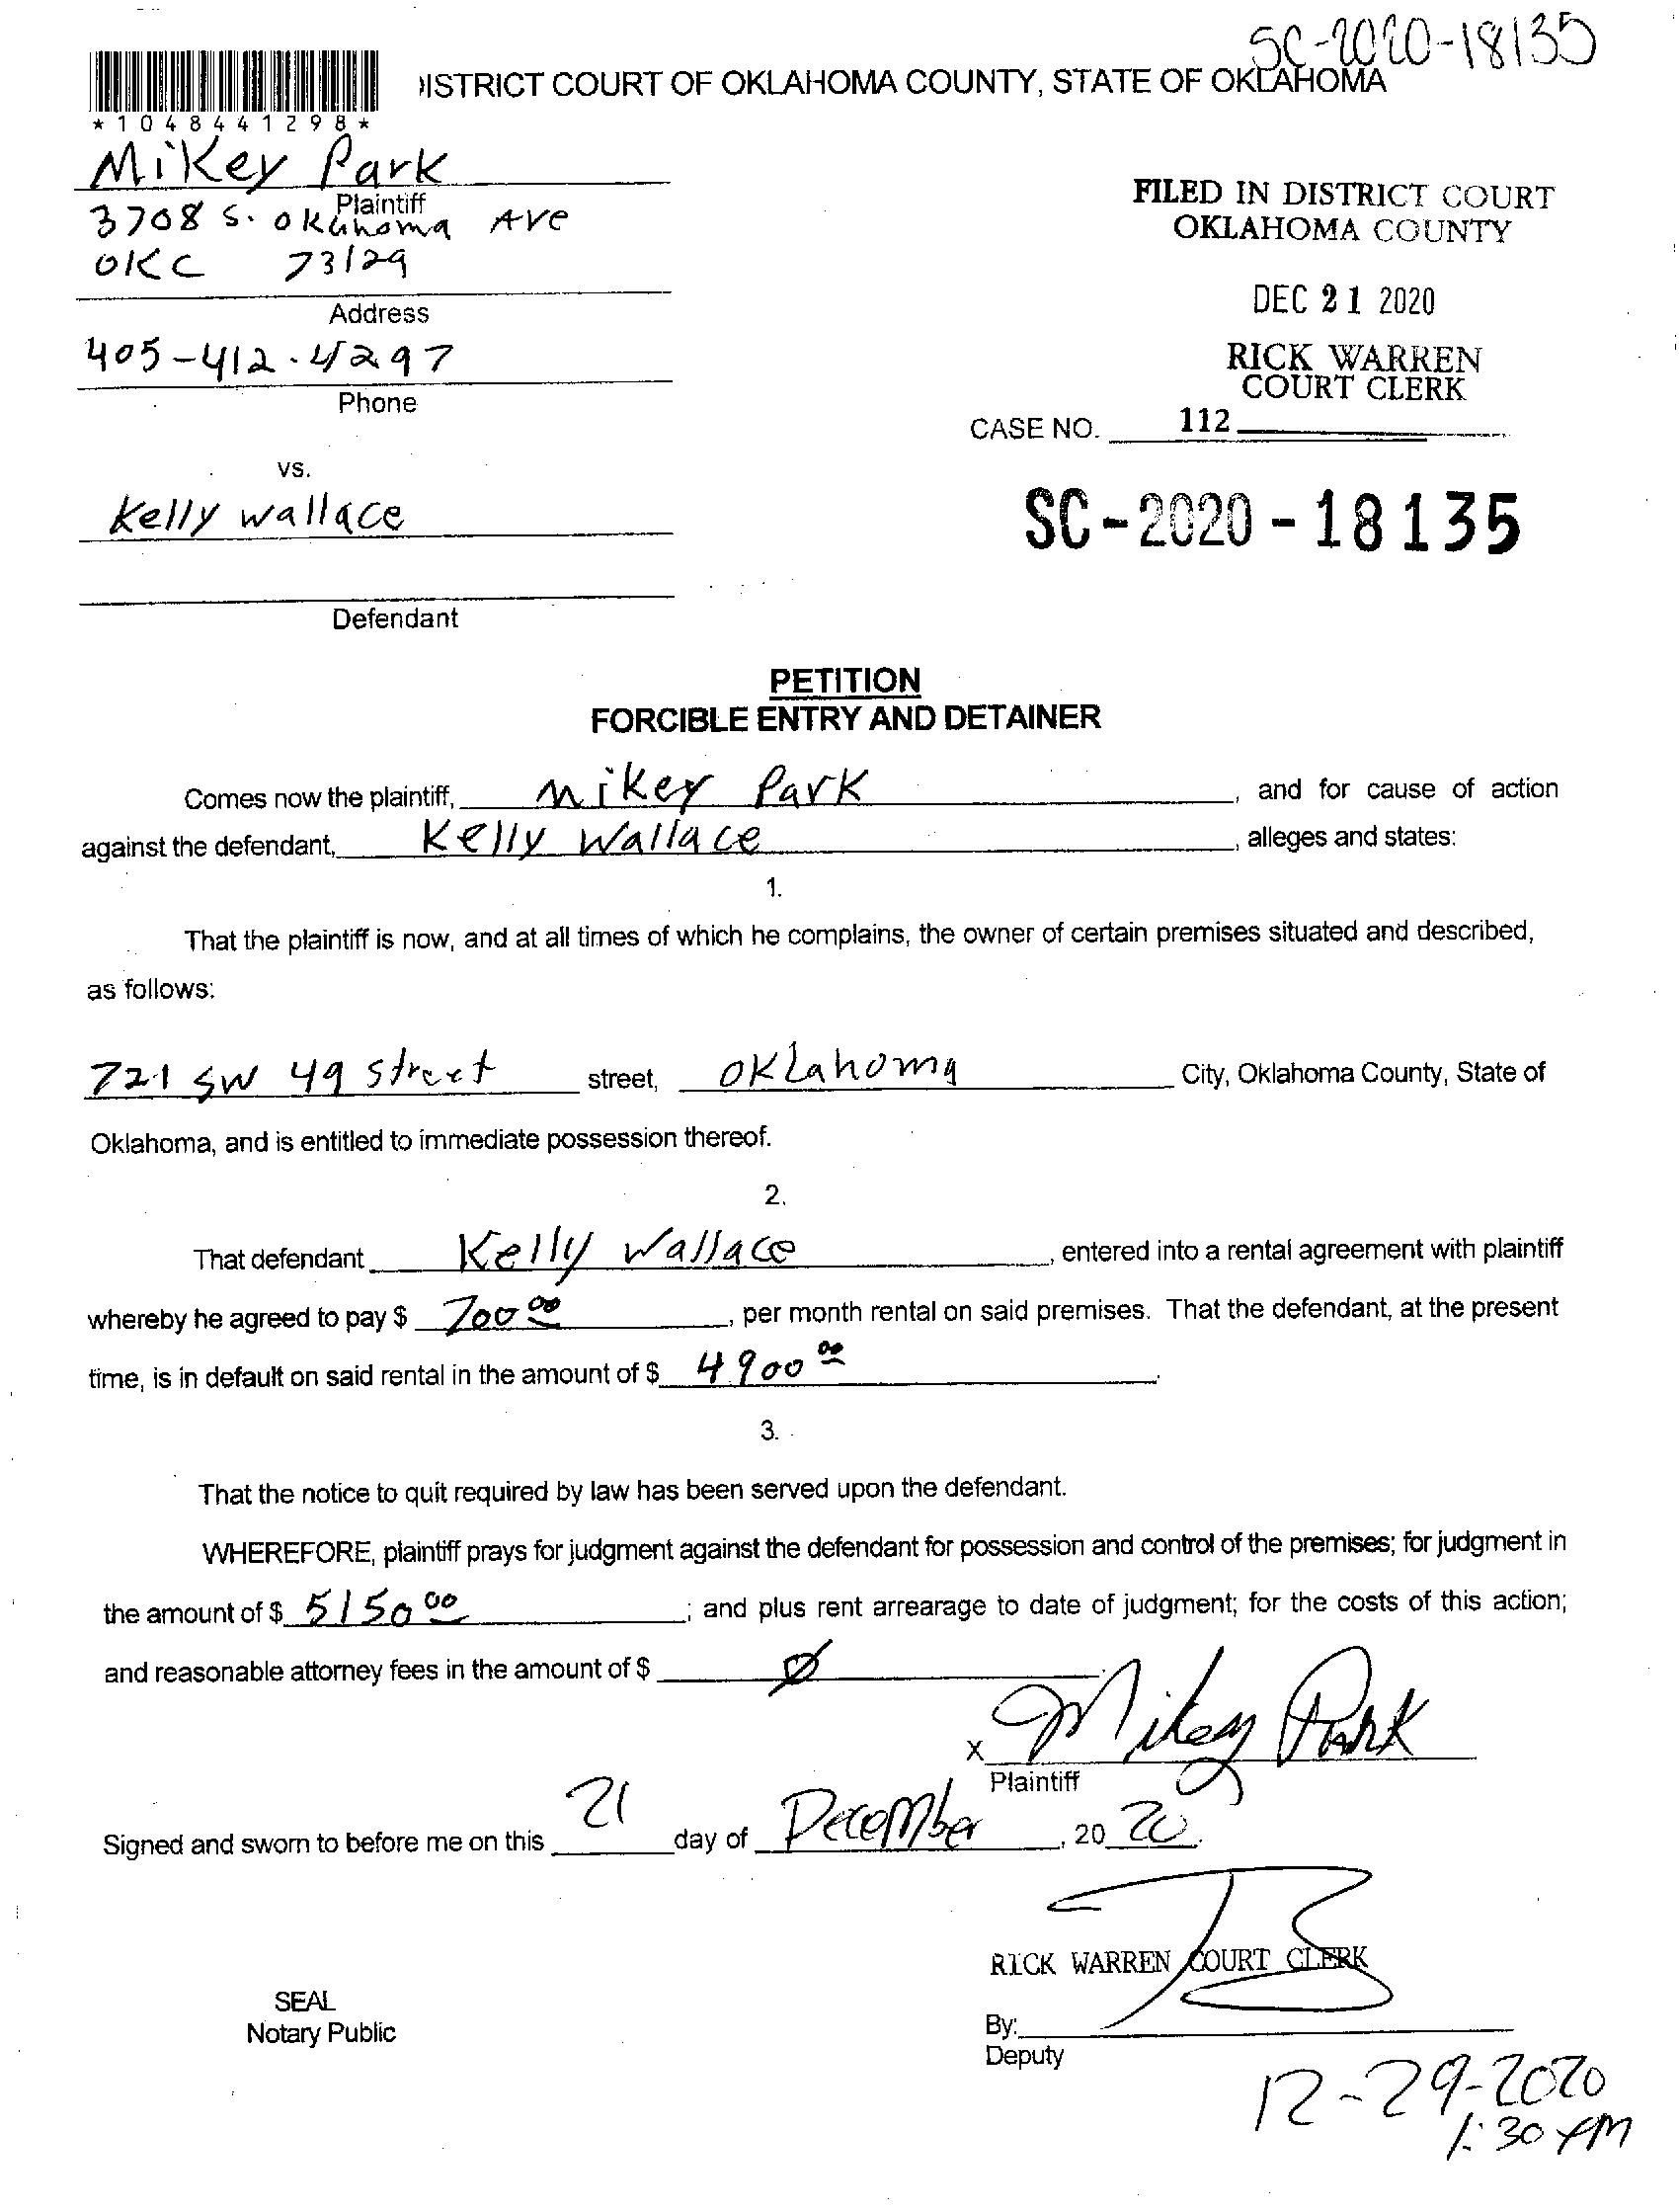 SC-2020-18135
DISTRICT COURT OF OKLAHOMA COUNTY, STATE OF OKLAHOMA
*1048441298*
Mikey Park
Plaintiff
3708 S. Oklahoma Ave
OKC 73129
Address
405-412-4297
Phone
FILED IN DISTRICT COURT
OKLAHOMA COUNTY
DEC 21 2020
RICK WARREN
COURT CLERK
CASE NO. 112
vs.
Kelly Wallace
SC-2020-18135
Defendant
PETITION
FORCIBLE ENTRY AND DETAINER
Comes now the plaintiff, Mikey Park, and for cause of action
against the defendant, Kelly Wallace, alleges and states:
1.
That the plaintiff is now, and at all times of which he complains, the owner of certain premises situated and described,
as follows:
721 SW 49 street street, Oklahoma City, Oklahoma County, State of
Oklahoma, and is entitled to immediate possession thereof.
2.
That defendant Kelly Wallace, entered into a rental agreement with plaintiff
whereby he agreed to pay $ 700 00, per month rental on said premises. That the defendant, at the present
time, is in default on said rental in the amount of $ 4900 00.
3.
That the notice to quit required by law has been served upon the defendant.
WHEREFORE, plaintiff prays for judgment against the defendant for possession and control of the premises; for judgment in
the amount of $ 5150 00; and plus rent arrearage to date of judgment; for the costs of this action;
and reasonable attorney fees in the amount of $ Ø
x Mikey Park
Plaintiff
Signed and sworn to before me on this 21 day of December, 20 20.
RICK WARREN COURT CLERK
SEAL
Notary Public
By:
Deputy
12-29-2020
1:30 PM